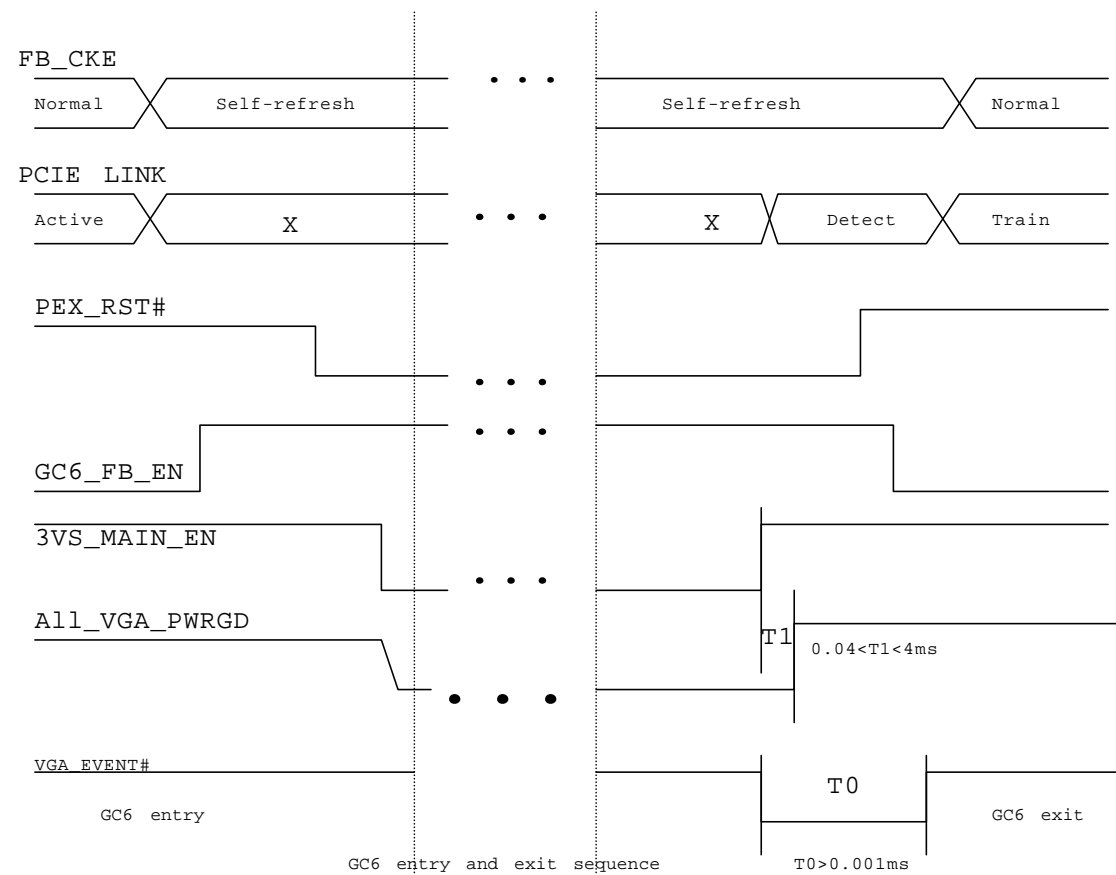 FB_CKE
Normal Self-refresh Self-refresh Normal
PCIE LINK
Active X X Detect Train
PEX_RST#
GC6_FB_EN
3VS_MAIN_EN
All_VGA_PWRGD
T1 0.04<T1<4ms
VGA_EVENT#
T0
GC6 entry GC6 exit
GC6 entry and exit sequence T0>0.001ms